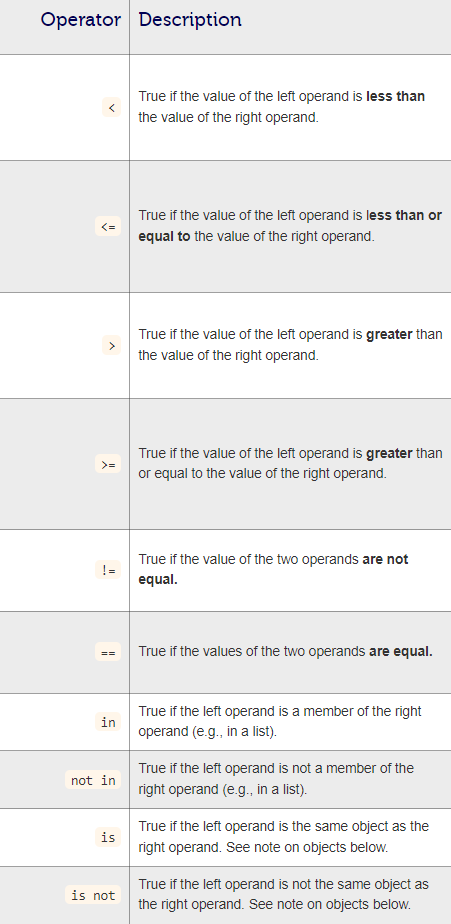 Operator Description
< True if the value of the left operand is less than
the value of the right operand.
<= True if the value of the left operand is less than or
equal to the value of the right operand.
> True if the value of the left operand is greater than
the value of the right operand.
>= True if the value of the left operand is greater than
or equal to the value of the right operand.
!= True if the value of the two operands are not
equal.
== True if the values of the two operands are equal.
in True if the left operand is a member of the right
operand (e.g., in a list).
not in True if the left operand is not a member of the
right operand (e.g., in a list).
is True if the left operand is the same object as the
right operand. See note on objects below.
is not True if the left operand is not the same object as
the right operand. See note on objects below.